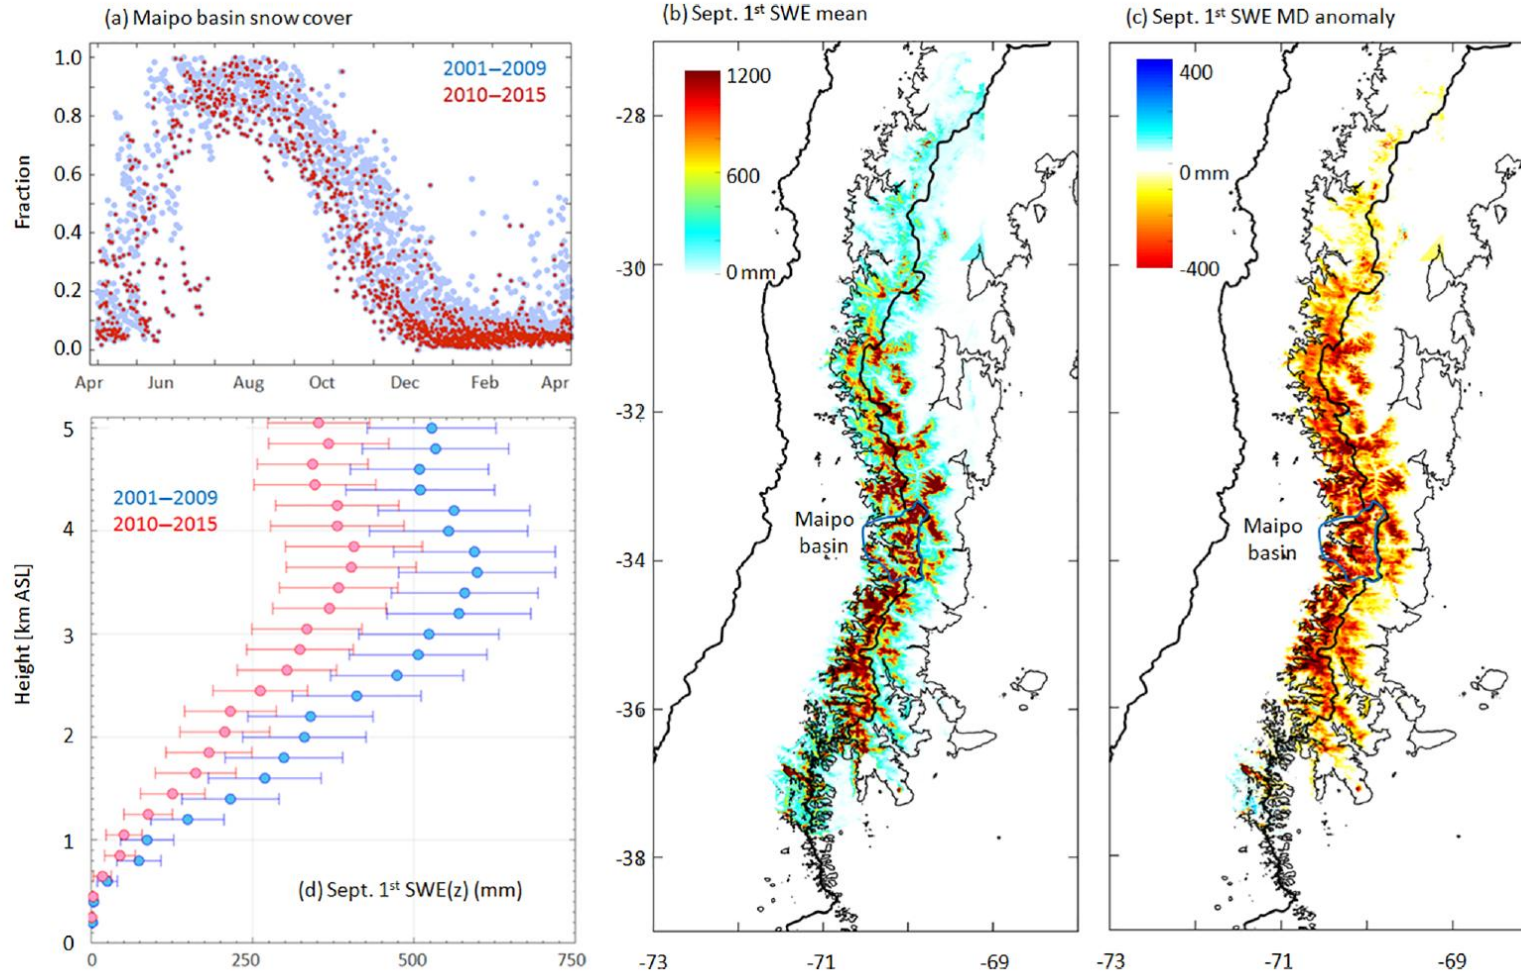 (a) Maipo basin snow cover
1.0
0.8
0.6
0.4
0.2
0.0
Fraction
2001–2009
2010–2015
Apr Jun Aug Oct Dec Feb Apr
5
4
3
2
1
0
Height [km ASL]
2001–2009
2010–2015
(d) Sept. 1st SWE(z) (mm)
0 250 500 750
(b) Sept. 1st SWE mean
1200
600
0 mm
-28
-30
-32
-34
-36
-38
Maipo
basin
-73 -71 -69
(c) Sept. 1st SWE MD anomaly
400
0 mm
-400
Maipo
basin
-73 -71 -69